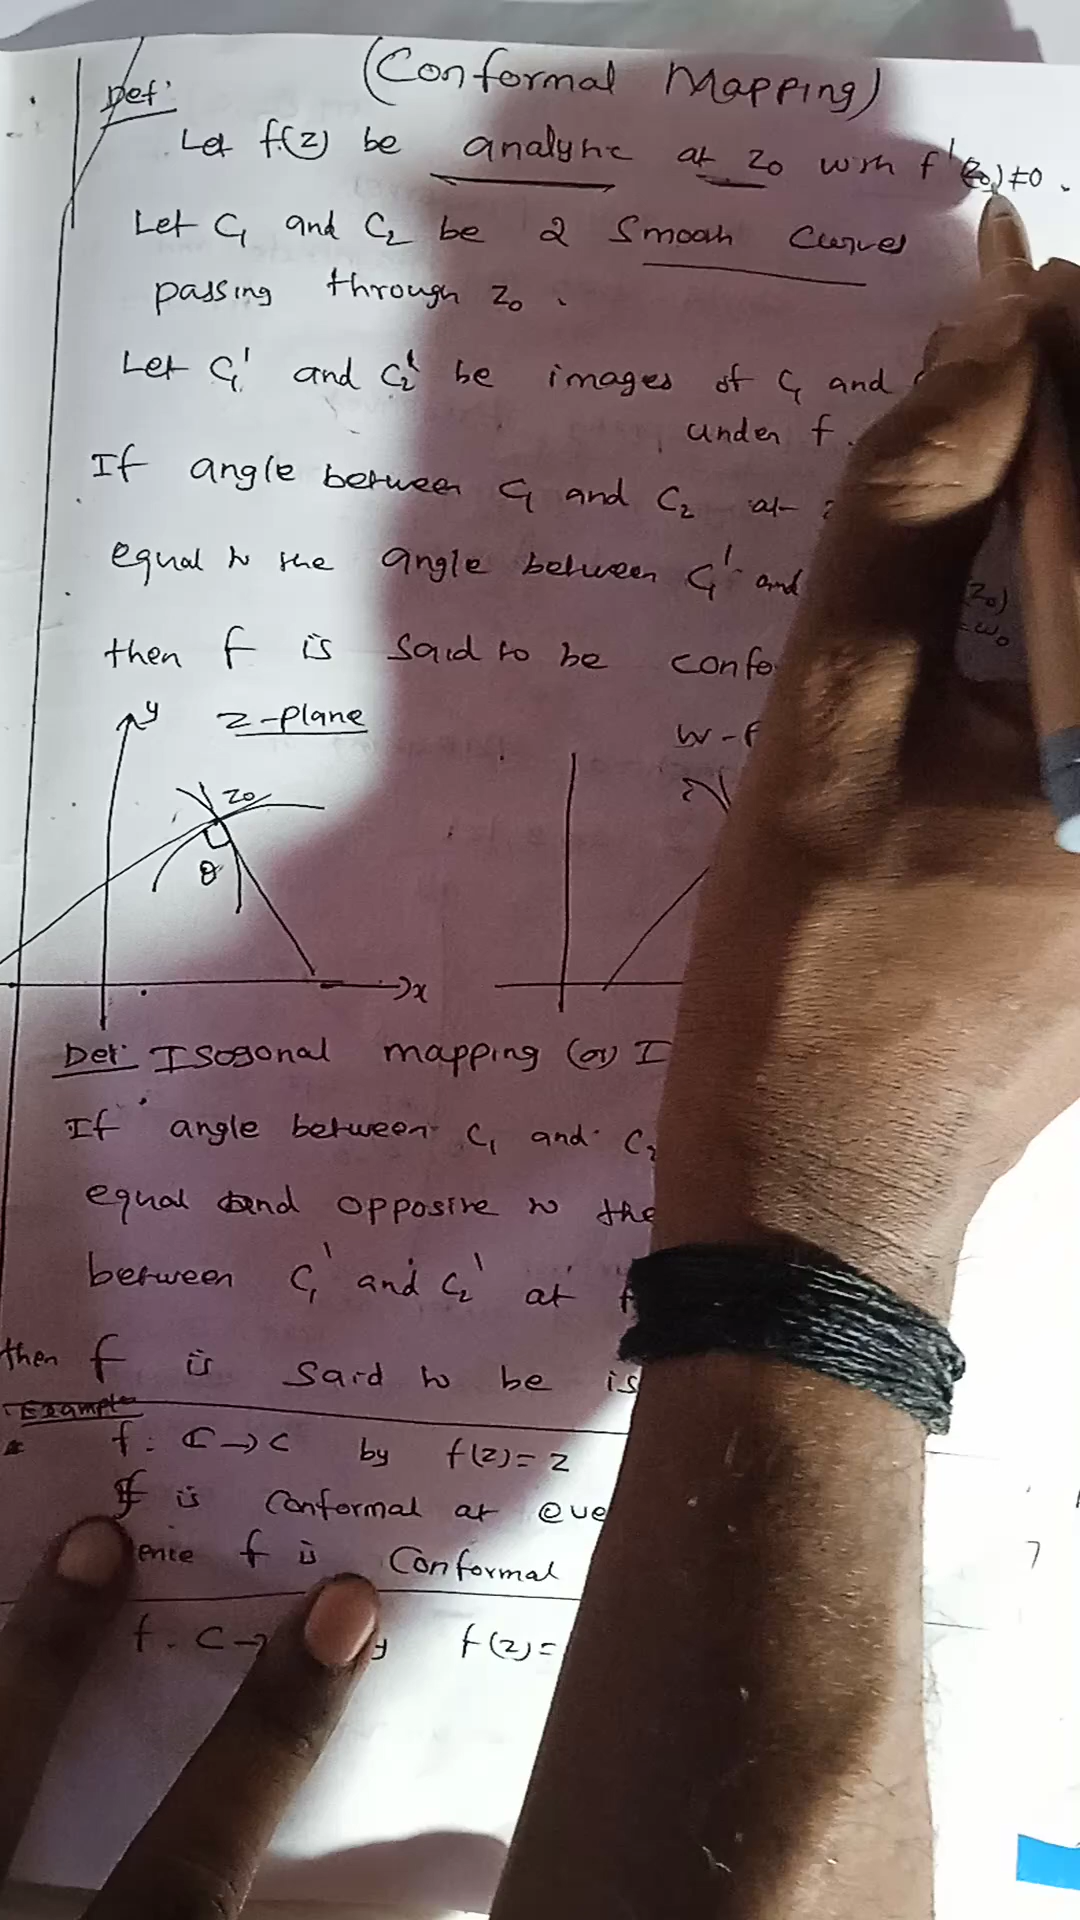 (Conformal Mapping)
Def:
Let f(z) be analytic at z₀ with f'(z₀)≠0.
Let C₁ and C₂ be 2 Smooth Curves
passing through z₀.
Let C₁' and C₂' be images of C₁ and
under f.
If angle between C₁ and C₂ at
equal to the angle between C₁' and
(z₀)
=w₀
then f is said to be
y Z-Plane
W-
z₀
θ
x
Def: Isogonal mapping (or) I
If angle between C₁ and C₂
equal and opposite to the
between C₁' and C₂' at
then f is said to be
Example
f: C→C by f(z)=z
f is Conformal at
f is Conformal
f: C→ f(z)=